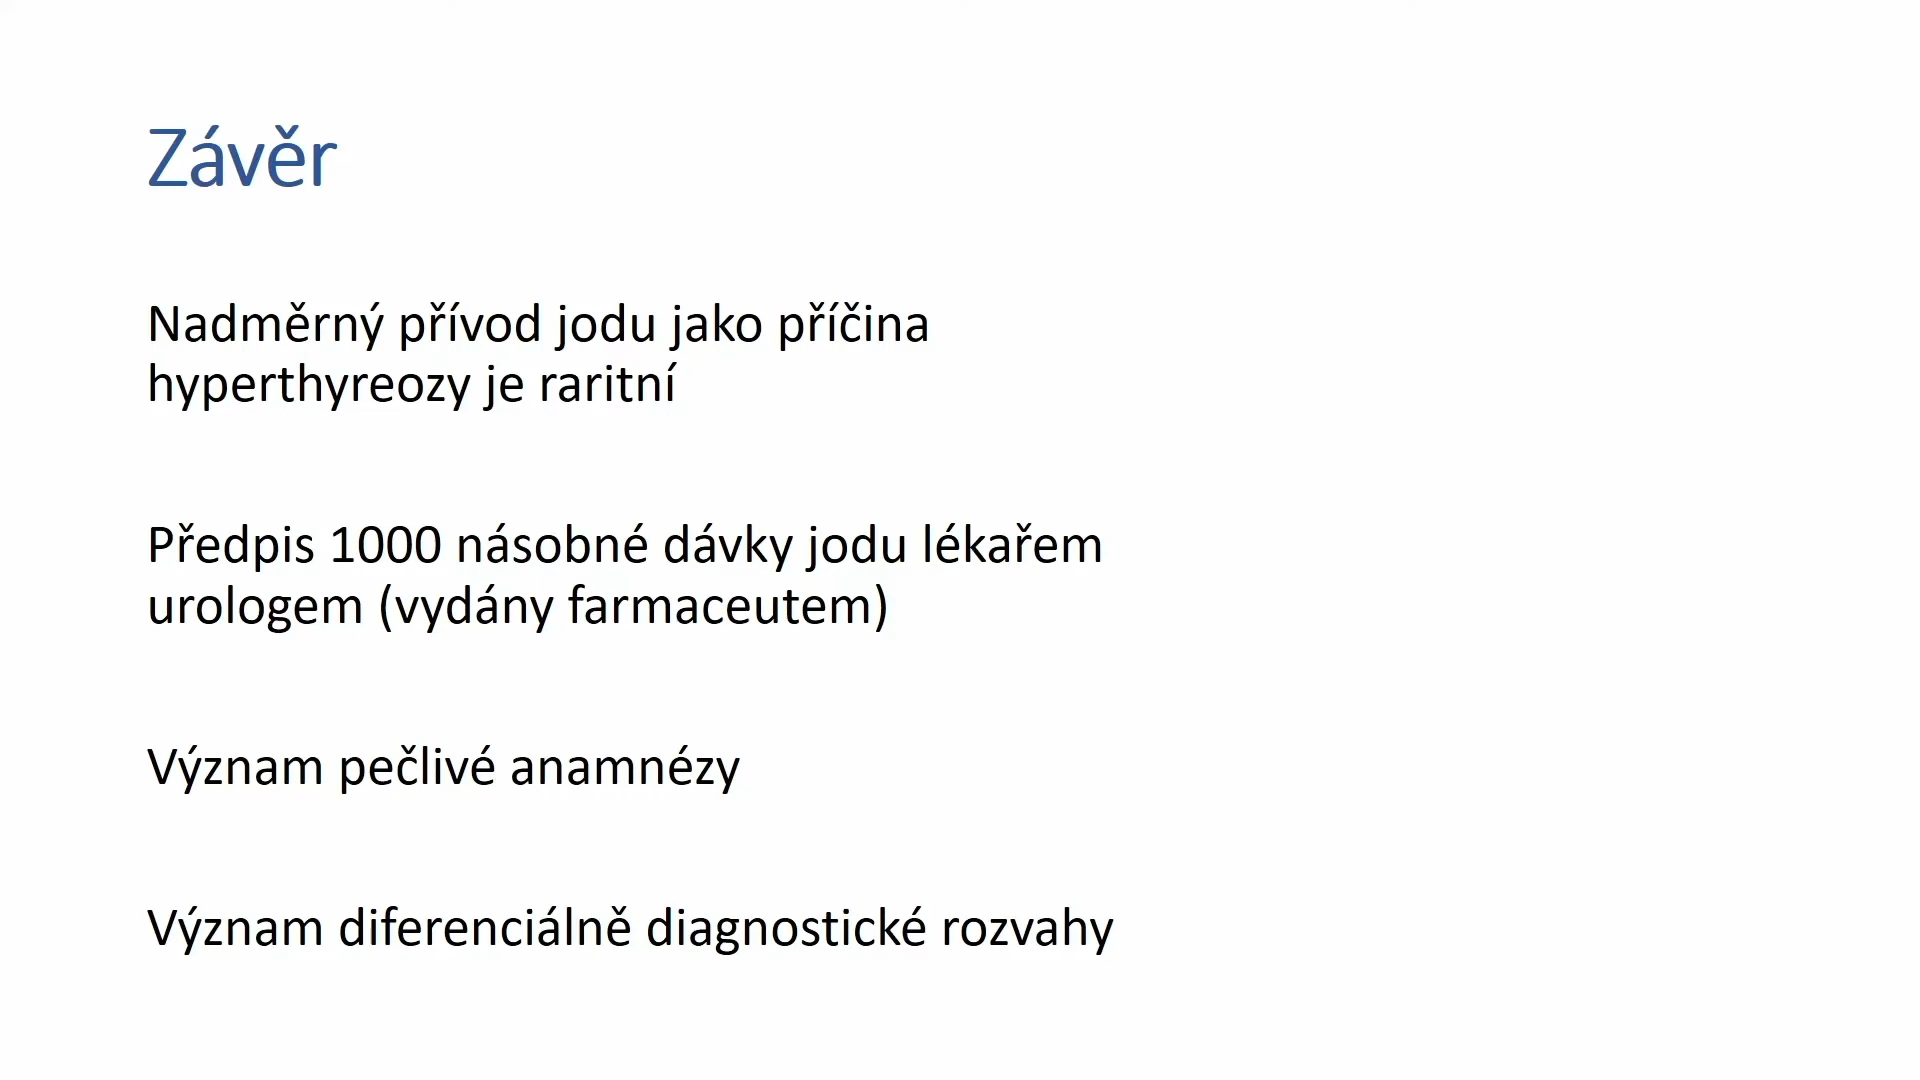 Závěr
Nadměrný přívod jodu jako příčina
hyperthyreozy je raritní
Předpis 1000 násobné dávky jodu lékařem
urologem (vydány farmaceutem)
Význam pečlivé anamnézy
Význam diferenciálně diagnostické rozvahy